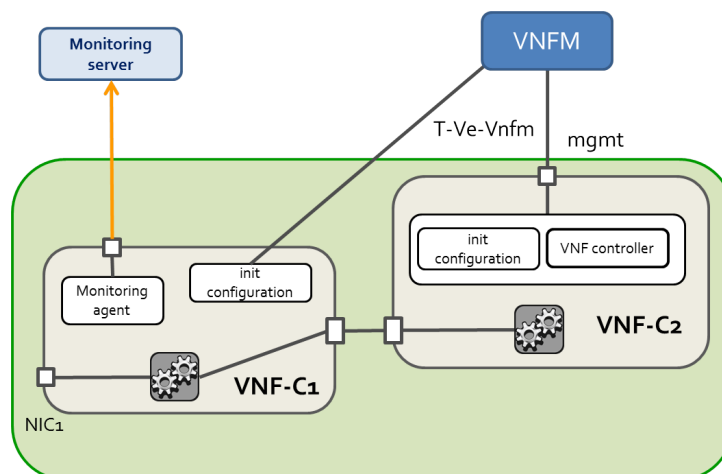 Monitoring
server
VNFM
T-Ve-Vnfm
mgmt
init
configuration
VNF controller
Monitoring
agent
init
configuration
VNF-C2
VNF-C1
NIC1